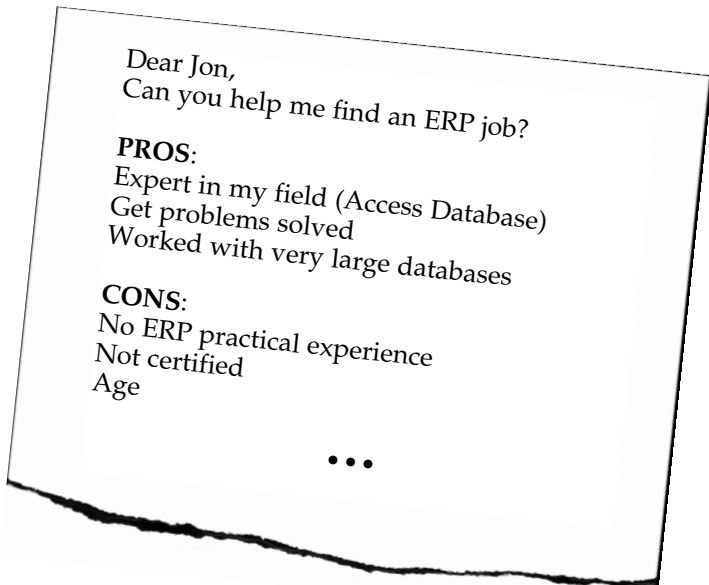 Dear Jon,
Can you help me find an ERP job?
PROS:
Expert in my field (Access Database)
Get problems solved
Worked with very large databases
CONS:
No ERP practical experience
Not certified
Age
...